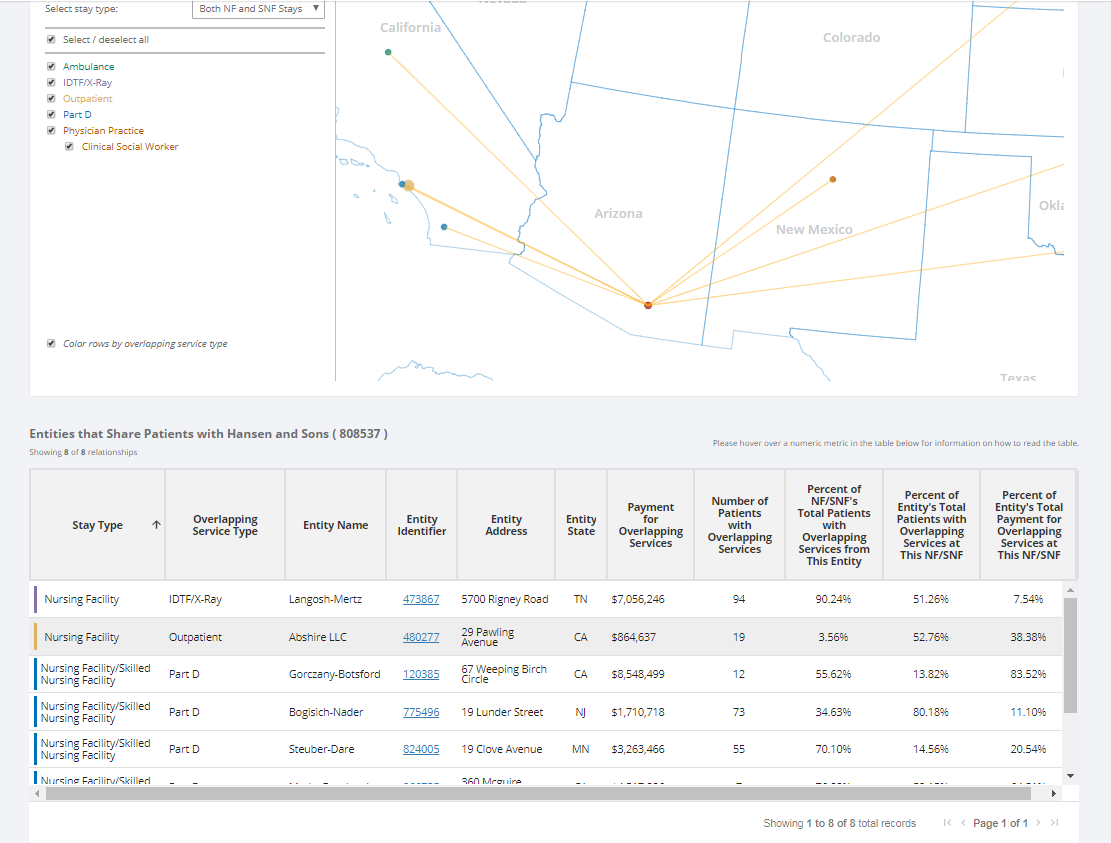 Select stay type:
Both NF and SNF Stays
Select / deselect all
Ambulance
IDTF/X-Ray
Outpatient
Part D
Physician Practice
Clinical Social Worker
Color rows by overlapping service type
California
Colorado
Arizona
New Mexico
Okla
Texas
Entities that Share Patients with Hansen and Sons ( 808537 )
Showing 8 of 8 relationships
Please hover over a numeric metric in the table below for information on how to read the table.
Stay Type
Overlapping
Service Type
Entity Name
Entity
Identifier
Entity
Address
Entity
State
Payment
for
Overlapping
Services
Number of
Patients
with
Overlapping
Services
Percent of
NF/SNF's
Total Patients
with
Overlapping
Services from
This Entity
Percent of
Entity's Total
Patients with
Overlapping
Services at
This NF/SNF
Percent of
Entity's Total
Payment for
Overlapping
Services at
This NF/SNF
Nursing Facility IDTF/X-Ray Langosh-Mertz 473867 5700 Rigney Road TN $7,056,246 94 90.24% 51.26% 7.54%
Nursing Facility Outpatient Abshire LLC 480277 29 Pawling
Avenue CA $864,637 19 3.56% 52.76% 38.38%
Nursing Facility/Skilled
Nursing Facility Part D Gorczany-Botsford 120385 67 Weeping Birch
Circle CA $8,548,499 12 55.62% 13.82% 83.52%
Nursing Facility/Skilled
Nursing Facility Part D Bogisich-Nader 775496 19 Lunder Street NJ $1,710,718 73 34.63% 80.18% 11.10%
Nursing Facility/Skilled
Nursing Facility Part D Steuber-Dare 824005 19 Clove Avenue MN $3,263,466 55 70.10% 14.56% 20.54%
Nursing Facility/Skilled
360 Mcguire
Showing 1 to 8 of 8 total records
Page 1 of 1